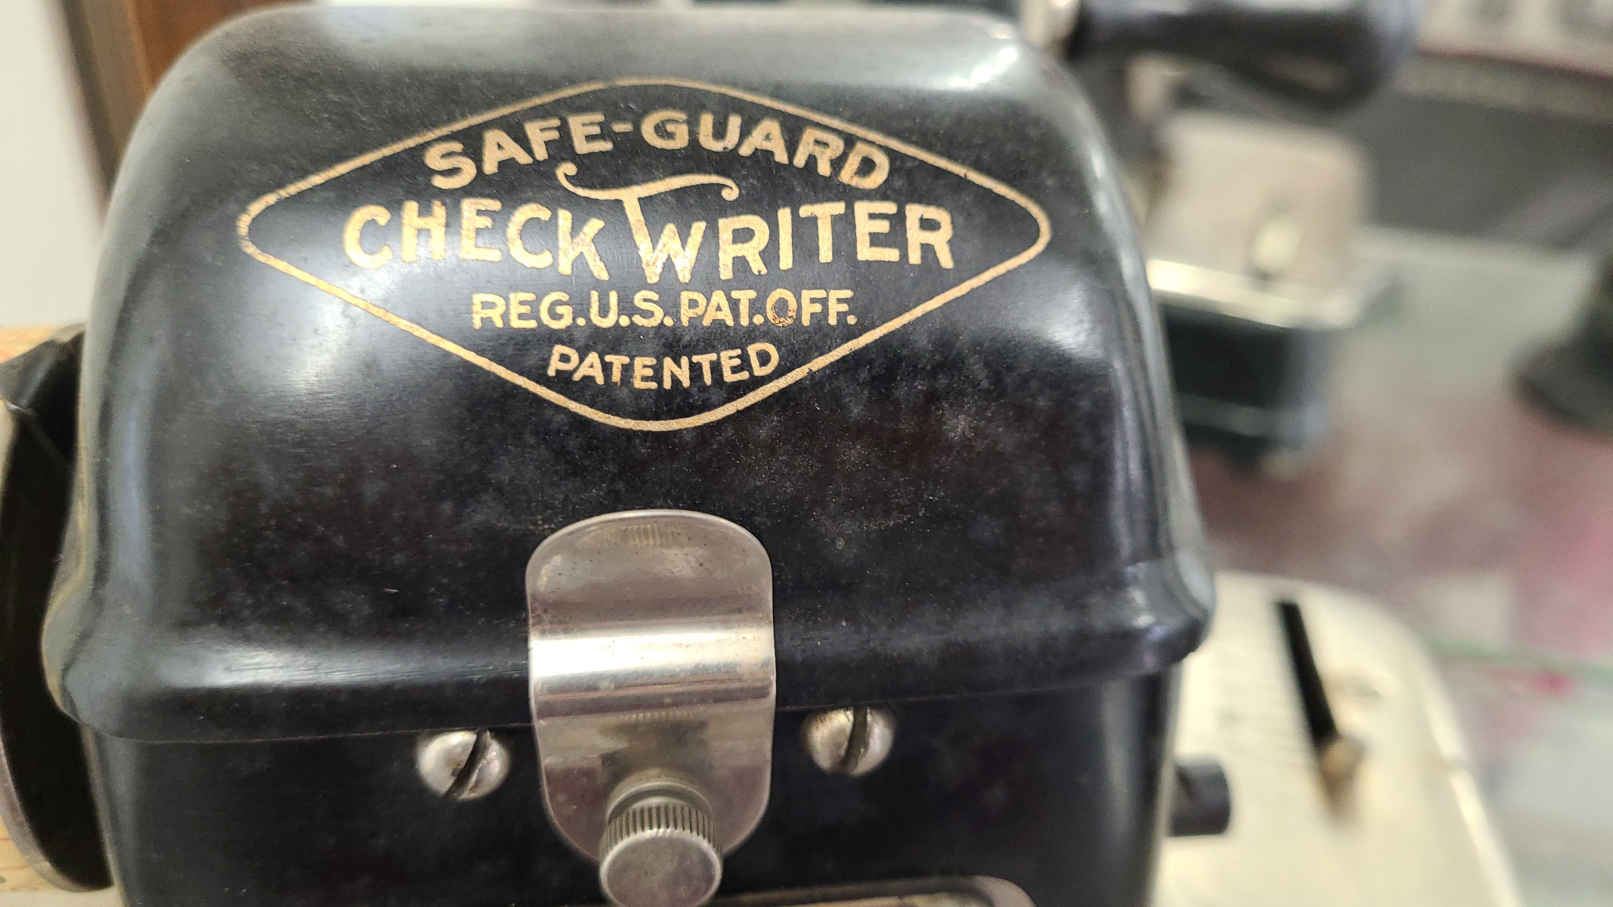 SAFE-GUARD
CHECK WRITER
REG.U.S.PAT.OFF.
PATENTED